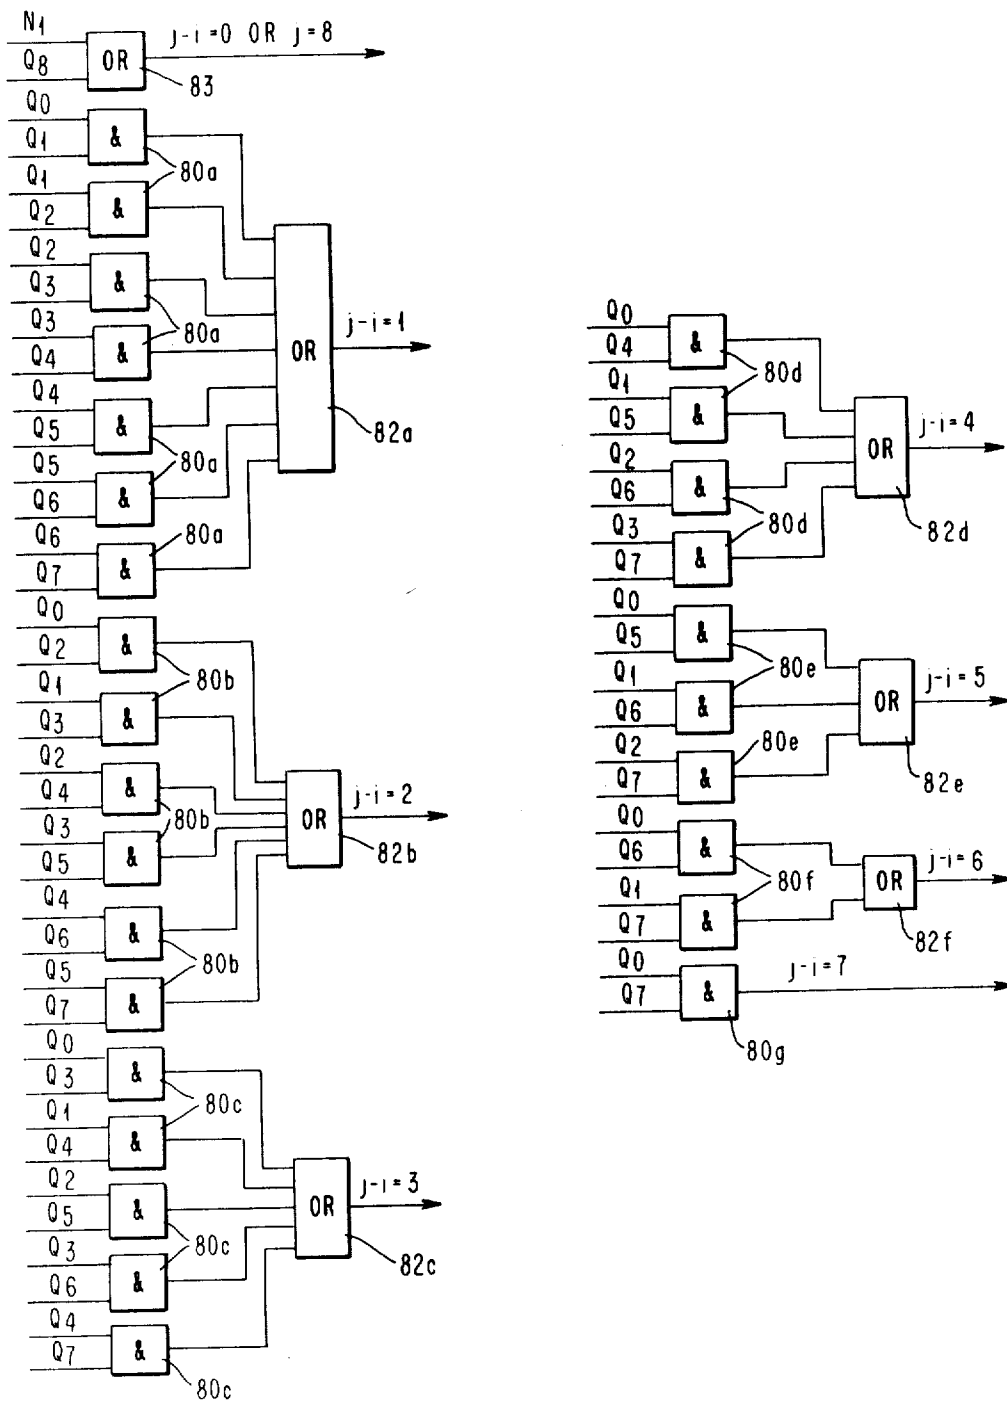 N1
Q8
OR
j-i=0 OR j=8
83
Q0
Q1
&
80a
Q1
Q2
&
Q2
Q3
&
80a
Q3
Q4
&
Q4
Q5
&
80a
Q5
Q6
&
Q6
Q7
&
80a
OR
j-i=1
82a
Q0
Q2
&
80b
Q1
Q3
&
Q2
Q4
&
80b
Q3
Q5
&
Q4
Q6
&
80b
Q5
Q7
&
OR
j-i=2
82b
Q0
Q3
&
80c
Q1
Q4
&
Q2
Q5
&
80c
Q3
Q6
&
Q4
Q7
&
80c
OR
j-i=3
82c
Q0
Q4
&
80d
Q1
Q5
&
Q2
Q6
&
80d
Q3
Q7
&
OR
j-i=4
82d
Q0
Q5
&
80e
Q1
Q6
&
Q2
Q7
&
80e
OR
j-i=5
82e
Q0
Q6
&
80f
Q1
Q7
&
OR
j-i=6
82f
Q0
Q7
&
j-i=7
80g